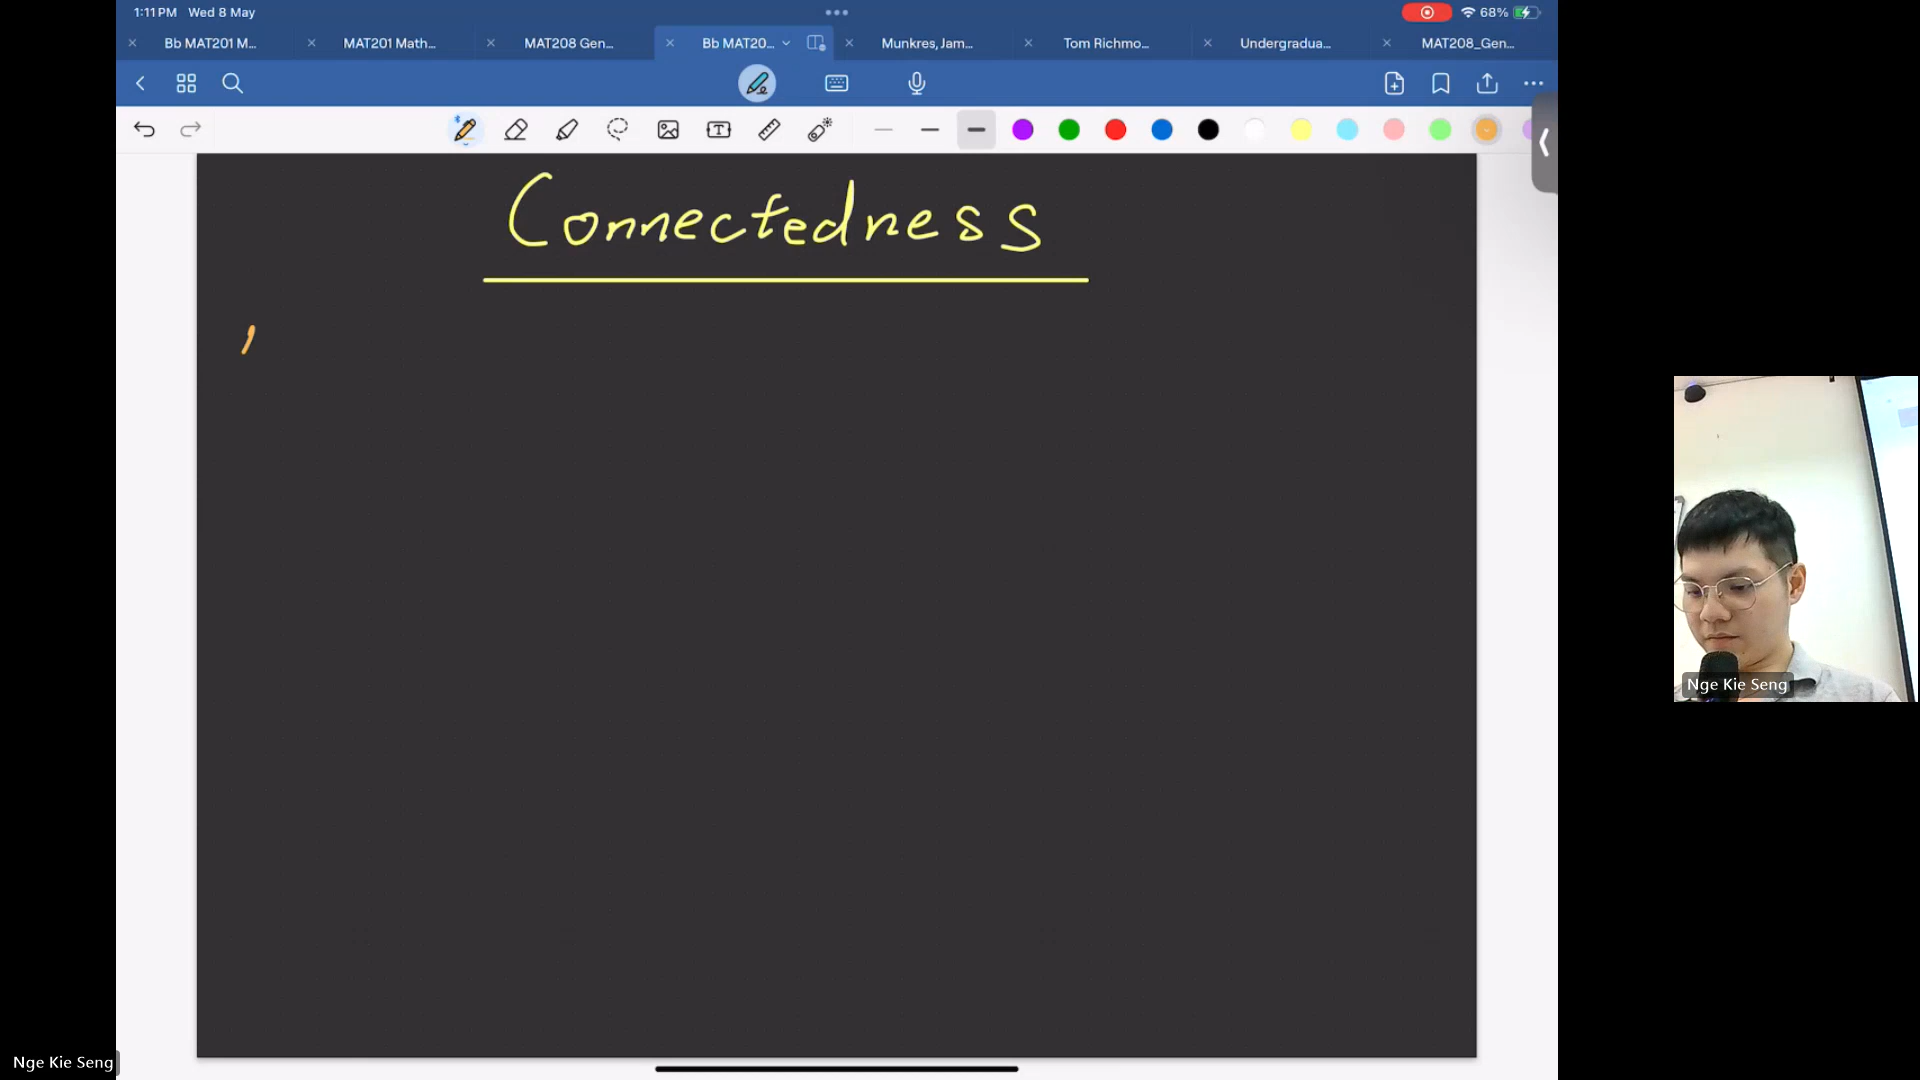 1:11 PM Wed 8 May
68%
Bb MAT201 M...
MAT201 Math...
MAT208 Gen...
Bb MAT20...
Munkres, Jam...
Tom Richmo...
Undergradua...
MAT208_Gen...
Connectedness
Nge Kie Seng
Nge Kie Seng